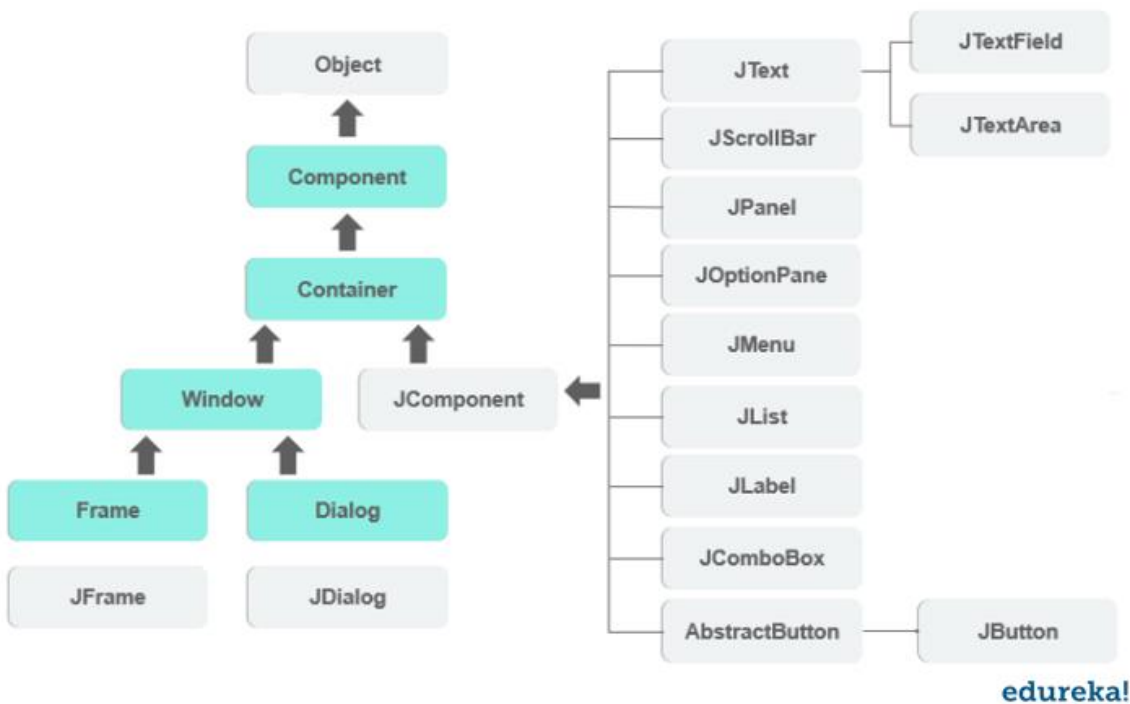 Object
Component
Container
Window
JComponent
Frame
Dialog
JFrame
JDialog
JText
JTextField
JTextArea
JScrollBar
JPanel
JOptionPane
JMenu
JList
JLabel
JComboBox
AbstractButton
JButton
edureka!